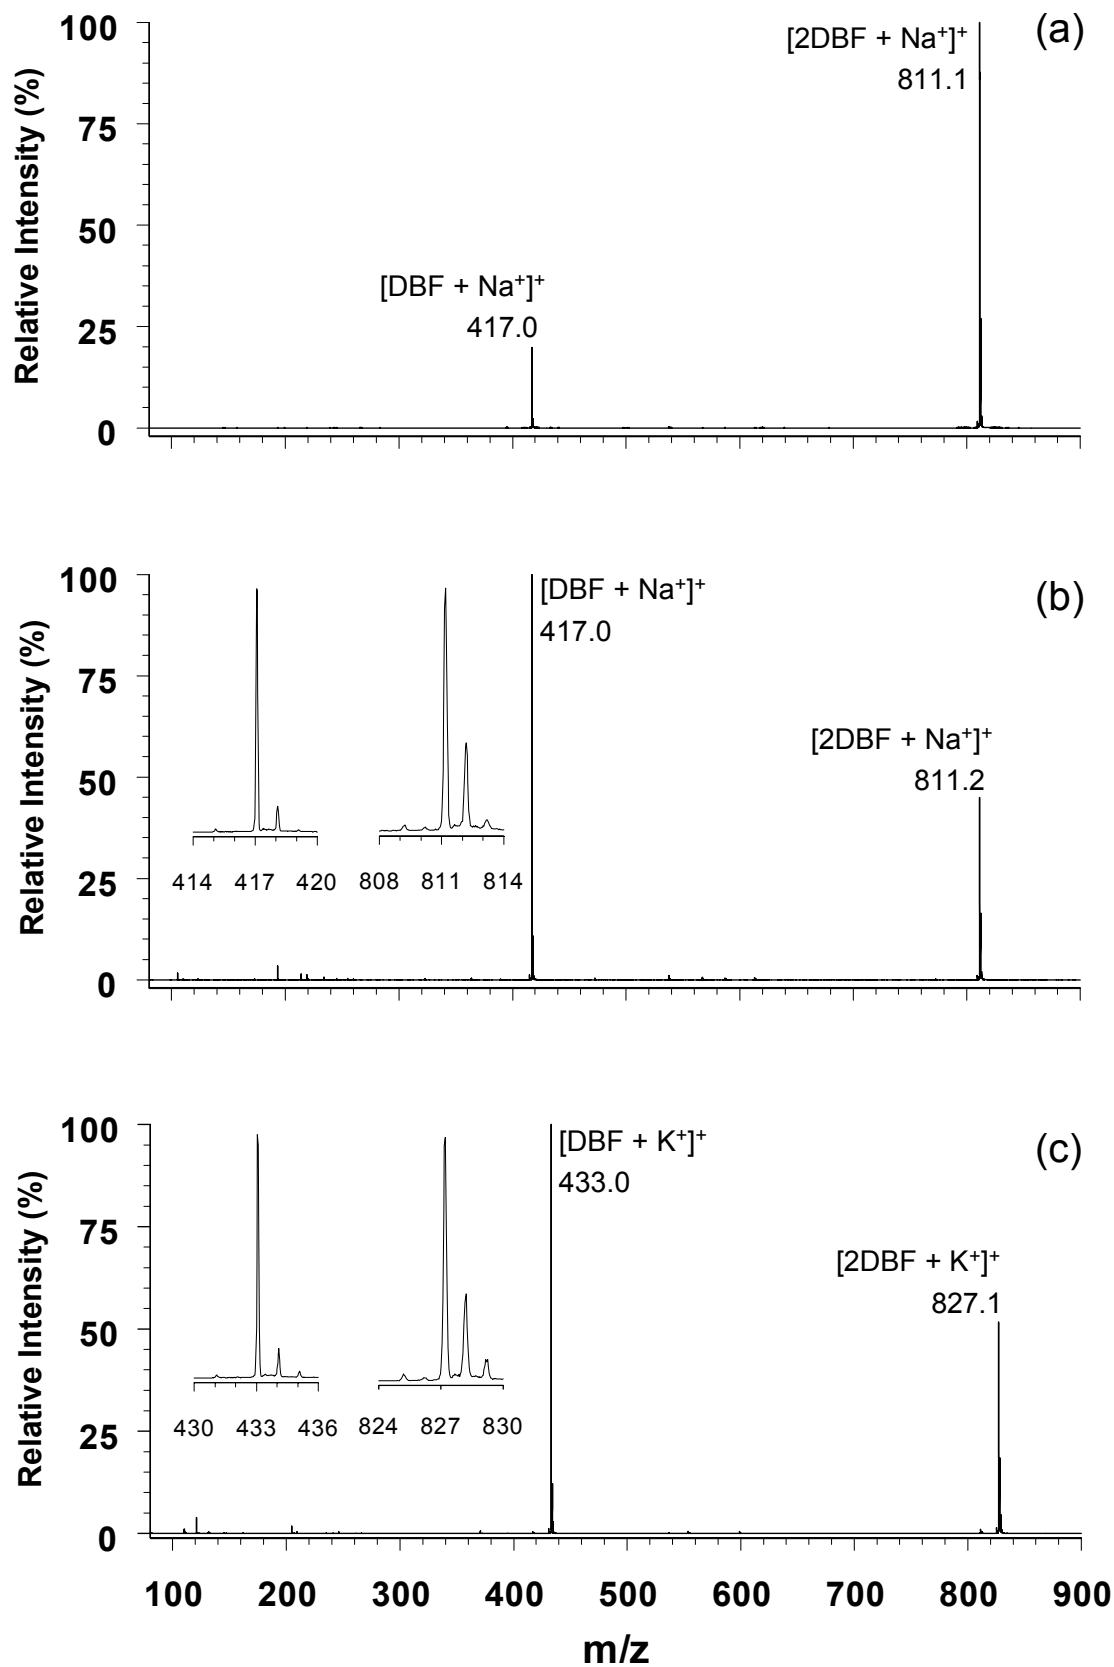 (a)
Relative Intensity (%)
100
75
50
25
0
[2DBF + Na⁺]⁺
811.1
[DBF + Na⁺]⁺
417.0
(b)
Relative Intensity (%)
100
75
50
25
0
[DBF + Na⁺]⁺
417.0
[2DBF + Na⁺]⁺
811.2
414 417 420 808 811 814
(c)
Relative Intensity (%)
100
75
50
25
0
[DBF + K⁺]⁺
433.0
[2DBF + K⁺]⁺
827.1
430 433 436 824 827 830
100 200 300 400 500 600 700 800 900
m/z